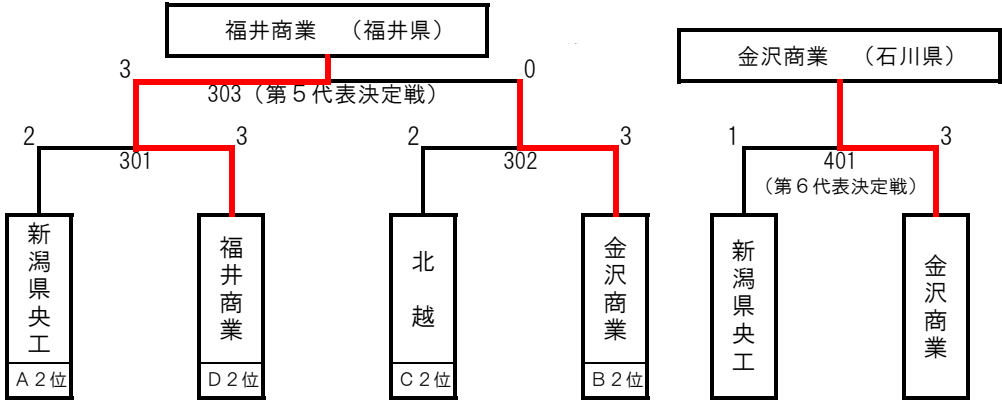 福井商業　（福井県）
金沢商業　（石川県）
3
0
303（第５代表決定戦）
2
3
2
3
1
3
301
302
401
（第６代表決定戦）
新潟県央工
福井商業
北越
金沢商業
新潟県央工
金沢商業
Ａ２位
Ｄ２位
Ｃ２位
Ｂ２位